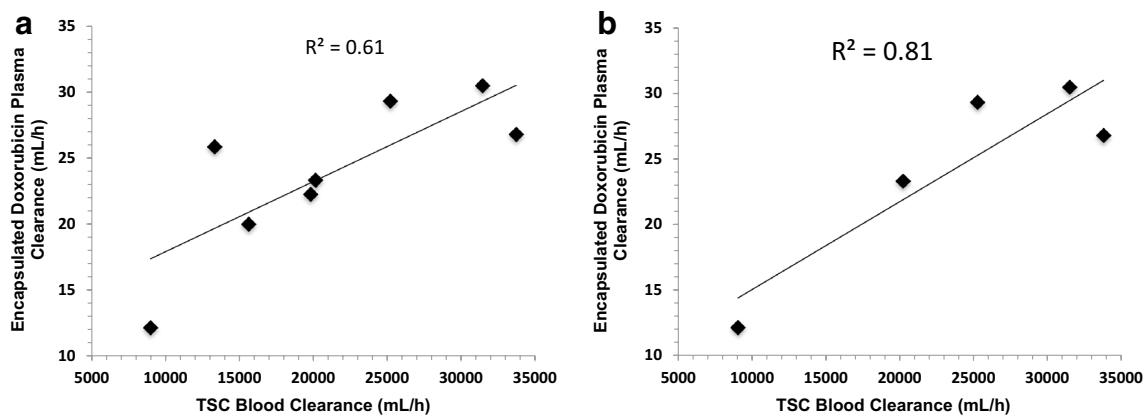 a
R² = 0.61
Encapsulated Doxorubicin Plasma
Clearance (mL/h)
35
30
25
20
15
10
5000 10000 15000 20000 25000 30000 35000
TSC Blood Clearance (mL/h)
b
R² = 0.81
Encapsulated Doxorubicin Plasma
Clearance (mL/h)
35
30
25
20
15
10
5000 10000 15000 20000 25000 30000 35000
TSC Blood Clearance (mL/h)